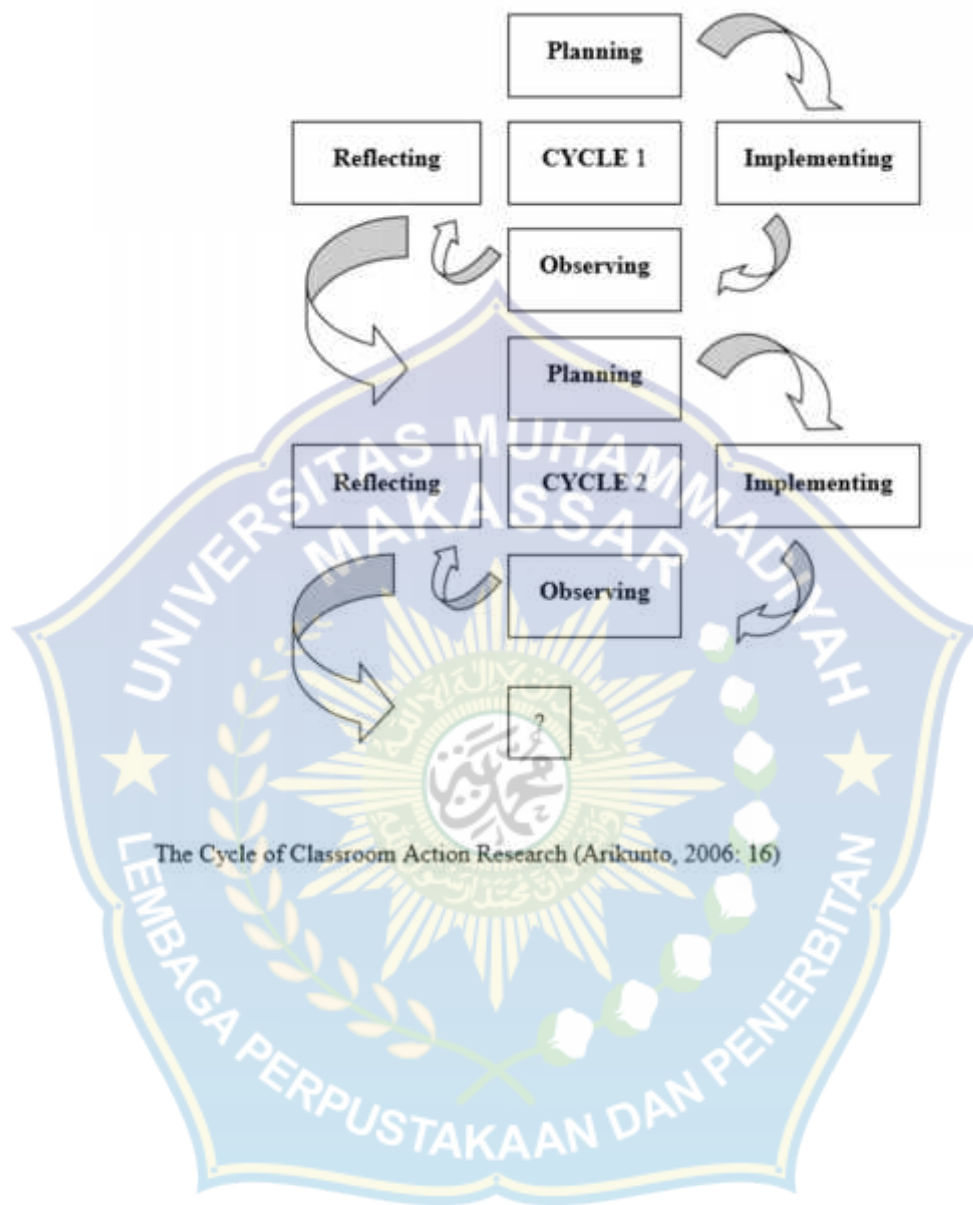 Planning
Reflecting CYCLE 1 Implementing
Observing
Planning
Reflecting CYCLE 2 Implementing
Observing
?
The Cycle of Classroom Action Research (Arikunto, 2006: 16)
UNIVERSITAS MUHAMMADIYAH
MAKASSAR
محمدية
LEMBAGA PERPUSTAKAAN DAN PENERBITAN